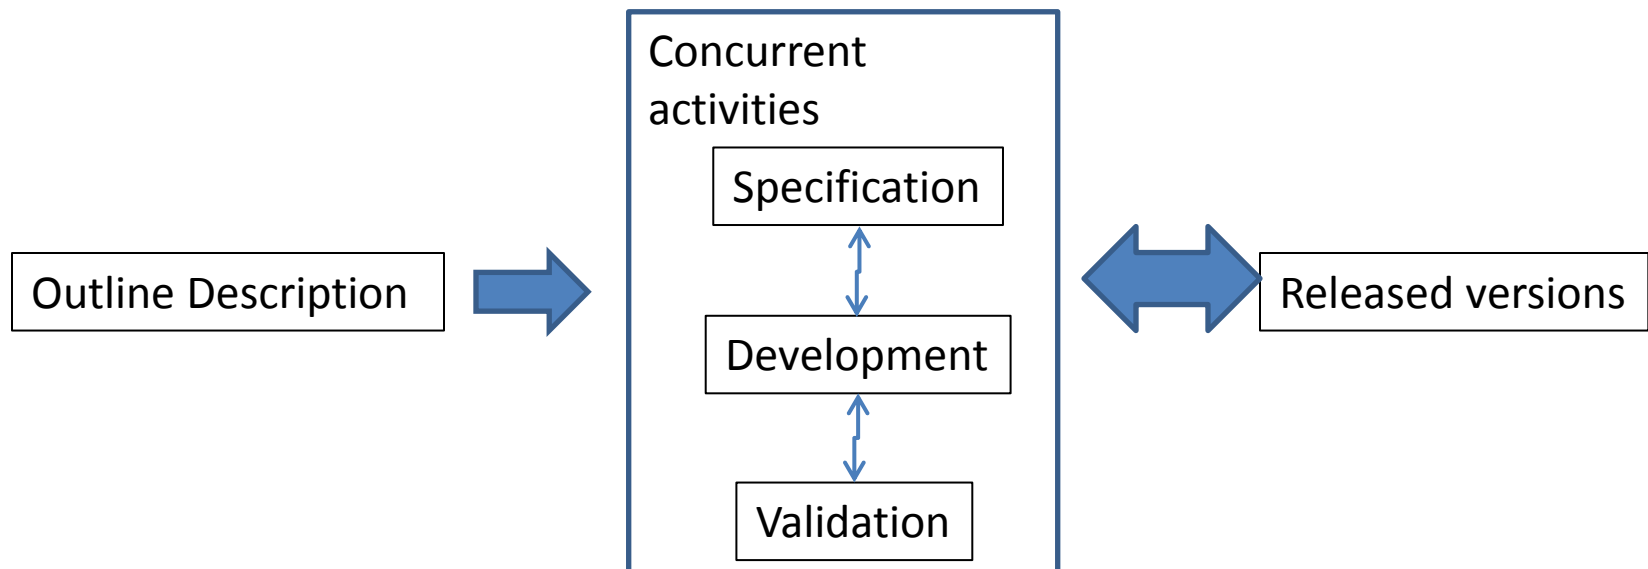 Concurrent
activities
Specification
Outline Description
Released versions
Development
Validation